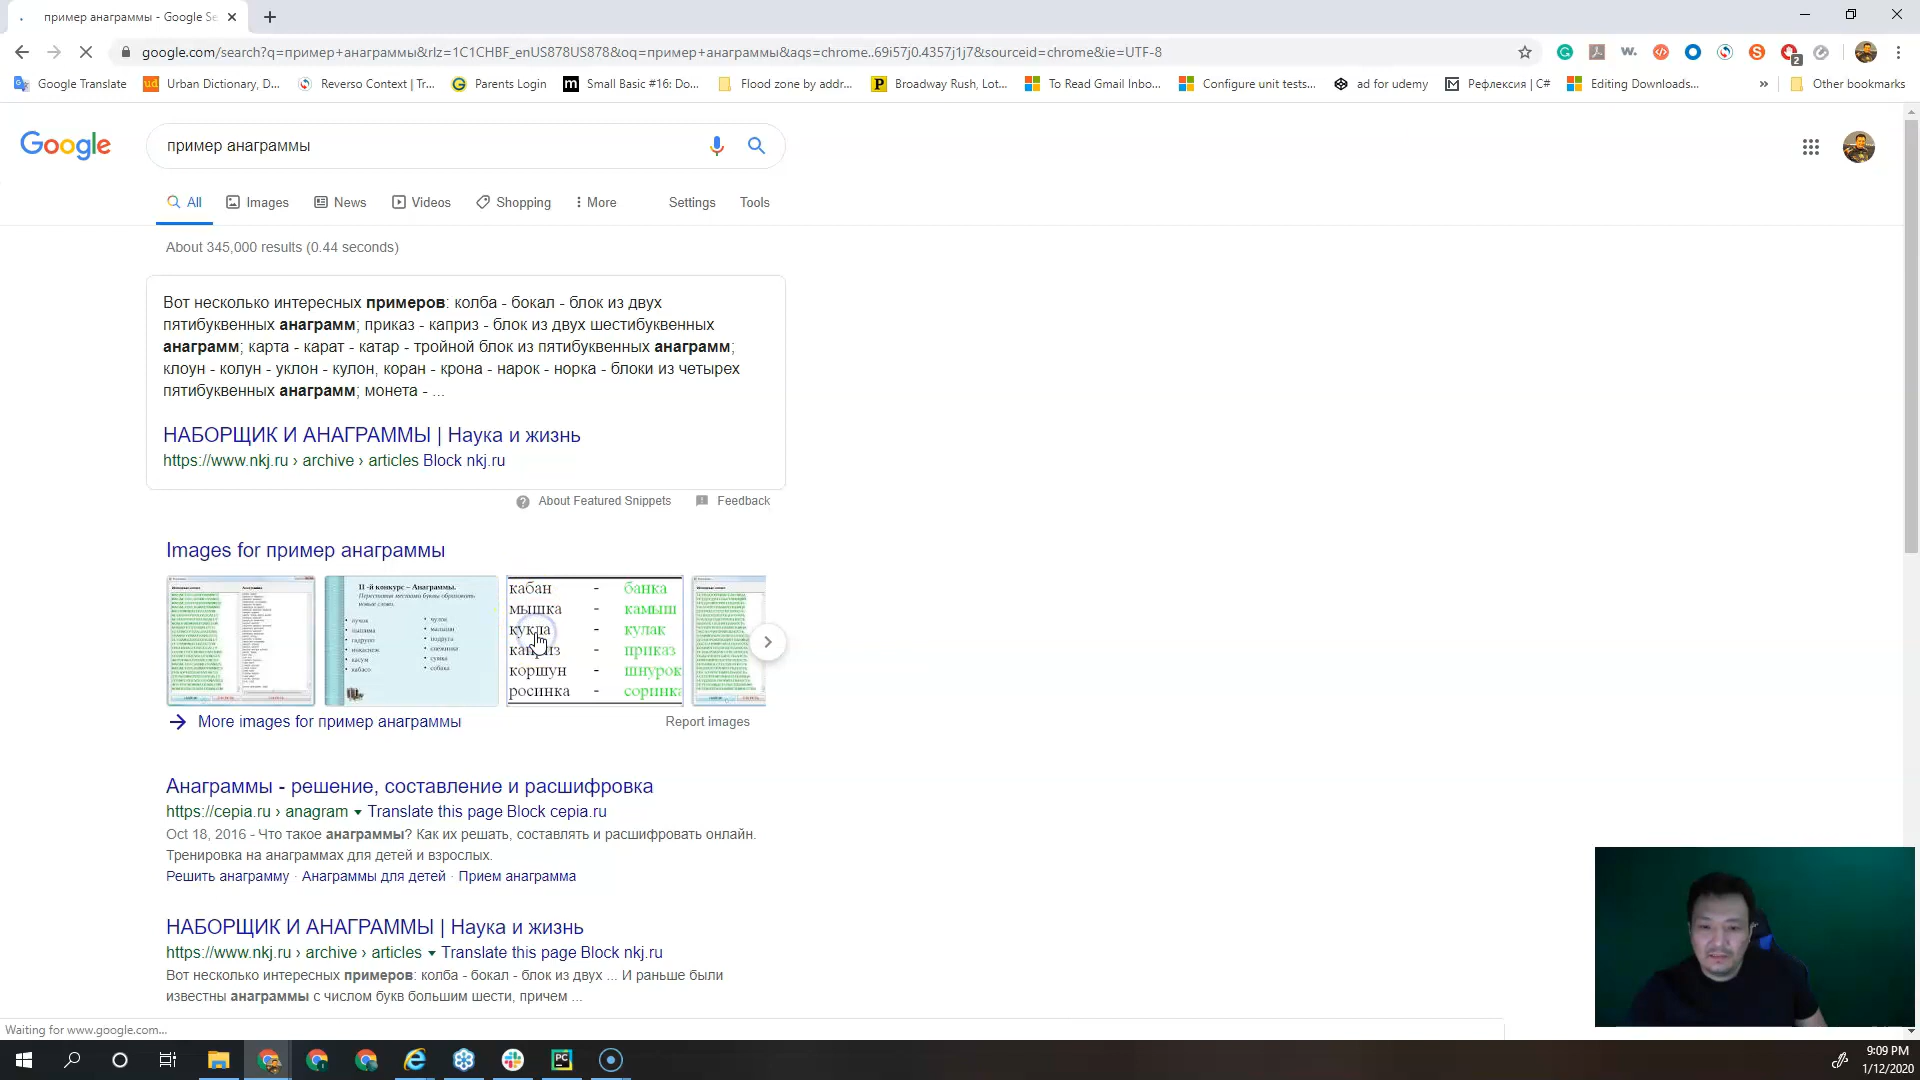 пример анаграммы - Google Se
google.com/search?q=пример+анаграммы&rlz=1C1CHBF_enUS878US878&oq=пример+анаграммы&aqs=chrome..69i57j0.4357j1j7&sourceid=chrome&ie=UTF-8
2
Google Translate
ud Urban Dictionary, D...
Reverso Context | Tr...
Parents Login
m Small Basic #16: Do...
Flood zone by addr...
P Broadway Rush, Lot...
To Read Gmail Inbo...
Configure unit tests...
ad for udemy
Рефлексия | C#
Editing Downloads...
»
Other bookmarks
Google
пример анаграммы
All
Images
News
Videos
Shopping
More
Settings
Tools
About 345,000 results (0.44 seconds)
Вот несколько интересных примеров: колба - бокал - блок из двух
пятибуквенных анаграмм; приказ - каприз - блок из двух шестибуквенных
анаграмм; карта - карат - катар - тройной блок из пятибуквенных анаграмм;
клоун - колун - уклон - кулон, коран - крона - нарок - норка - блоки из четырех
пятибуквенных анаграмм; монета - ...
НАБОРЩИК И АНАГРАММЫ | Наука и жизнь
https://www.nkj.ru › archive › articles Block nkj.ru
About Featured Snippets
Feedback
Images for пример анаграммы
II -й конкурс – Анаграммы.
кабан - банка
мышка - камыш
кукла - кулак
каприз - приказ
коршун - шнурок
росинка - соринка
More images for пример анаграммы
Report images
Анаграммы - решение, составление и расшифровка
https://cepia.ru › anagram ▾ Translate this page Block cepia.ru
Oct 18, 2016 - Что такое анаграммы? Как их решать, составлять и расшифровать онлайн.
Тренировка на анаграммах для детей и взрослых.
Решить анаграмму · Анаграммы для детей · Прием анаграмма
НАБОРЩИК И АНАГРАММЫ | Наука и жизнь
https://www.nkj.ru › archive › articles ▾ Translate this page Block nkj.ru
Вот несколько интересных примеров: колба - бокал - блок из двух ... И раньше были
известны анаграммы с числом букв большим шести, причем ...
Waiting for www.google.com...
PC
9:09 PM
1/12/2020